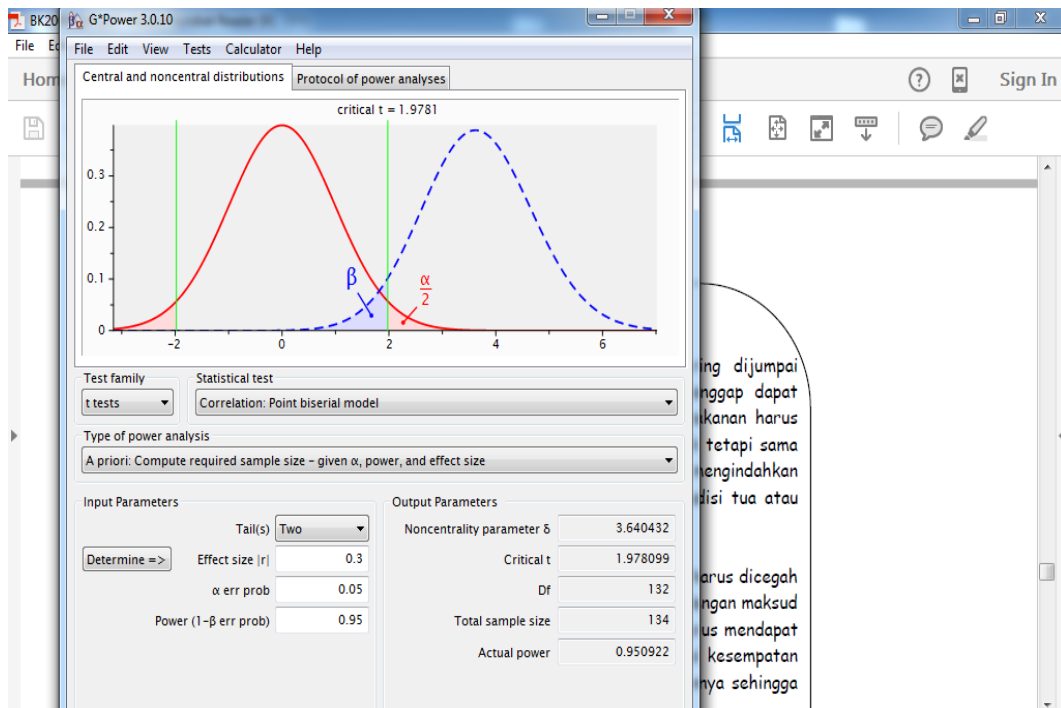 BK20
G*Power 3.0.10
File
File Edit View Tests Calculator Help
Hom
Central and noncentral distributions
Protocol of power analyses
Sign In
critical t = 1.9781
0.3
0.2
0.1
0
β
α
2
-2 0 2 4 6
Test family
Statistical test
t tests
Correlation: Point biserial model
Type of power analysis
A priori: Compute required sample size – given α, power, and effect size
Input Parameters
Tail(s) Two
Determine => Effect size |r| 0.3
α err prob 0.05
Power (1-β err prob) 0.95
Output Parameters
Noncentrality parameter δ 3.640432
Critical t 1.978099
Df 132
Total sample size 134
Actual power 0.950922
ing dijumpai
nggap dapat
akanan harus
tetapi sama
mengindahkan
disi tua atau
arus dicegah
ngan maksud
us mendapat
kesempatan
nya sehingga